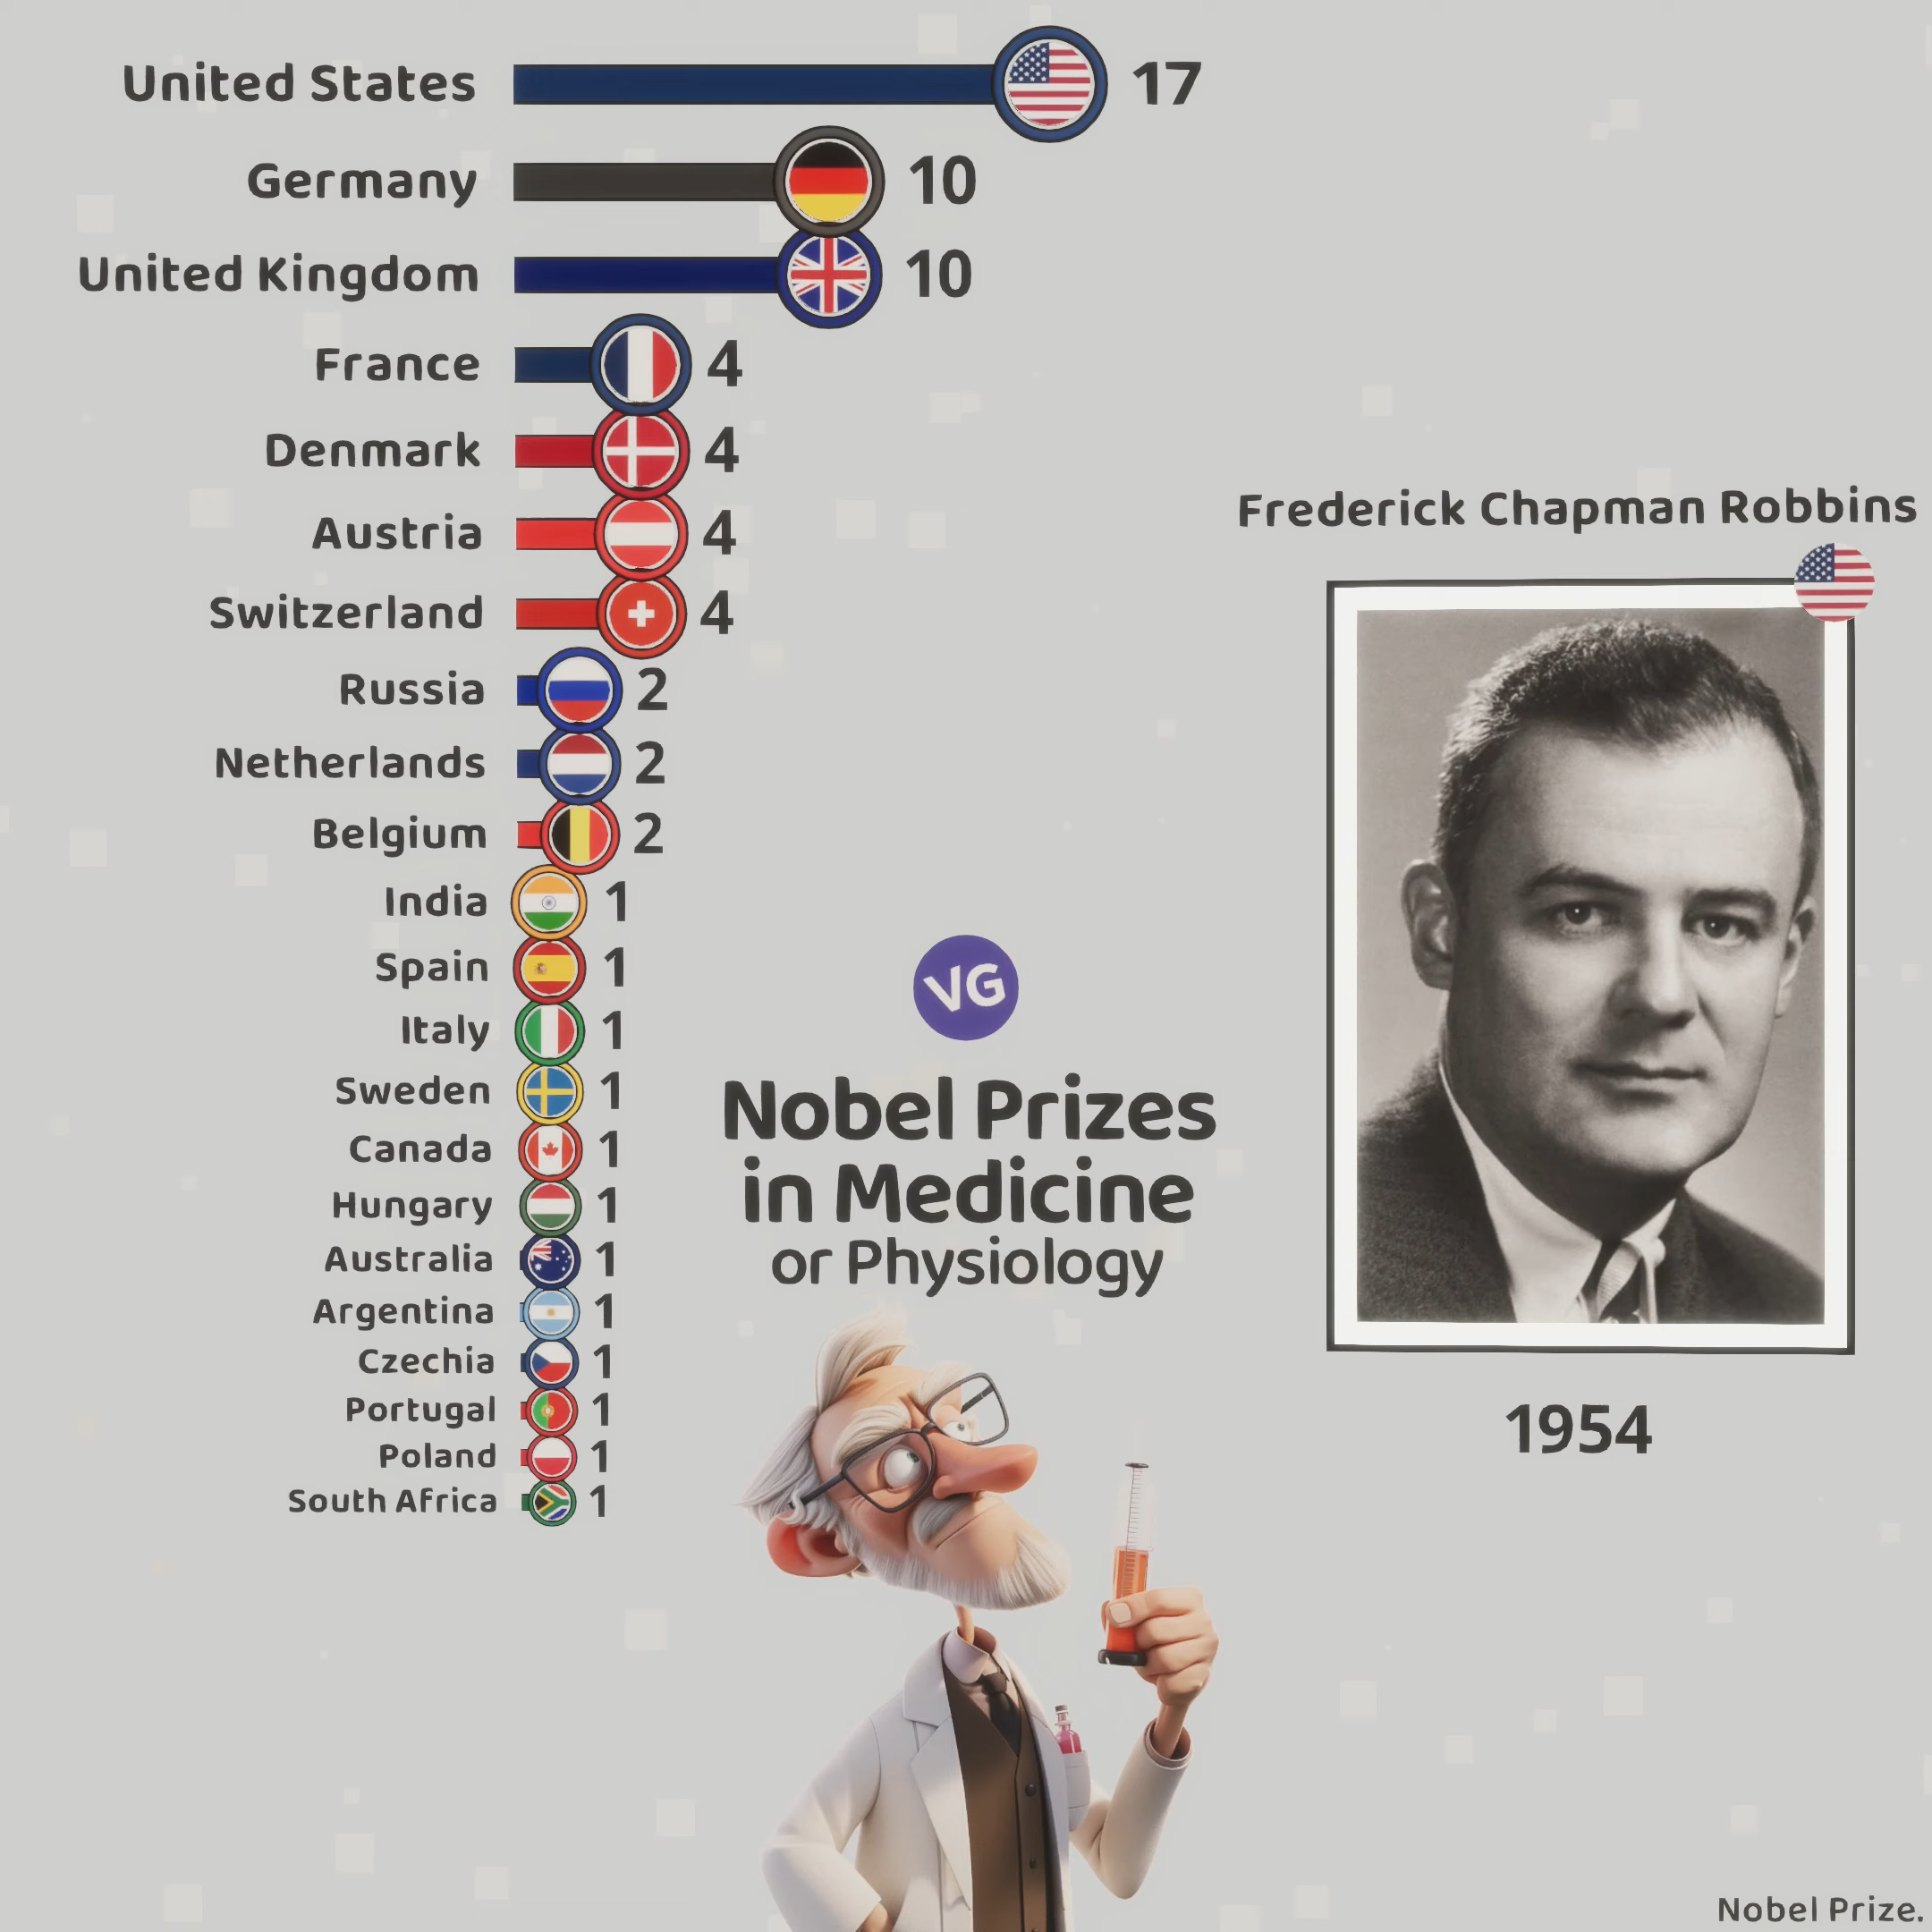 United States 17
Germany 10
United Kingdom 10
France 4
Denmark 4
Austria 4
Switzerland 4
Russia 2
Netherlands 2
Belgium 2
India 1
Spain 1
Italy 1
Sweden 1
Canada 1
Hungary 1
Australia 1
Argentina 1
Czechia 1
Portugal 1
Poland 1
South Africa 1
VG
Nobel Prizes
in Medicine
or Physiology
Frederick Chapman Robbins
1954
Nobel Prize.